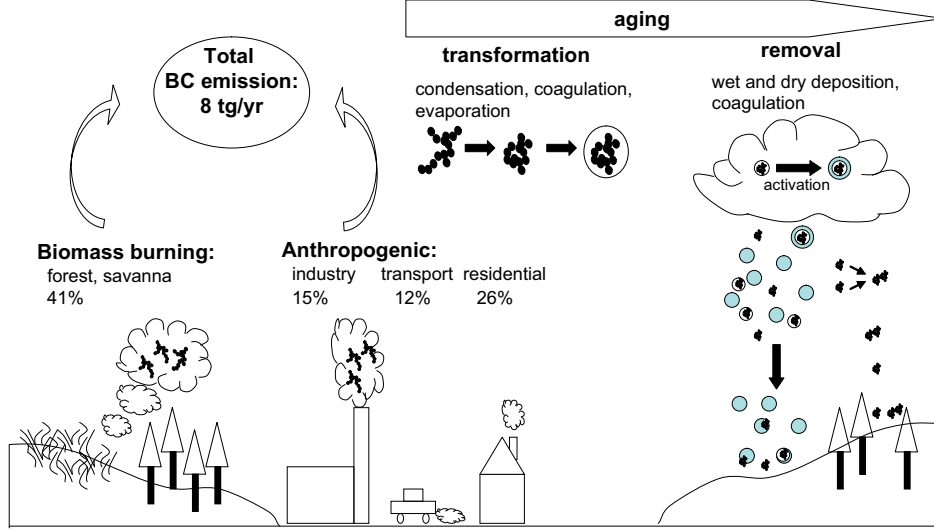 aging
Total
BC emission:
8 tg/yr
transformation
condensation, coagulation,
evaporation
removal
wet and dry deposition,
coagulation
activation
Biomass burning:
forest, savanna
41%
Anthropogenic:
industry transport residential
15% 12% 26%